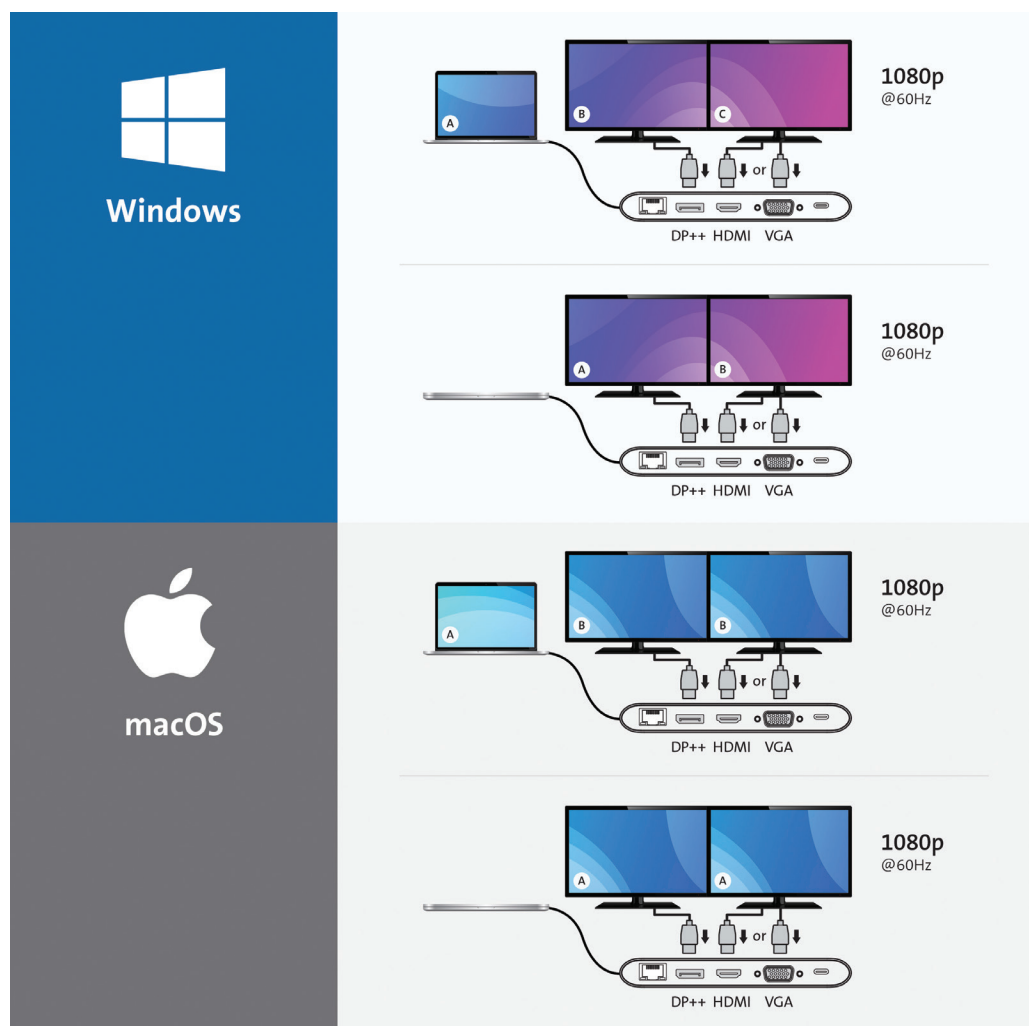 Windows
A
B
C
1080p
@60Hz
or
DP++ HDMI VGA
A
B
1080p
@60Hz
or
DP++ HDMI VGA
macOS
A
B
B
1080p
@60Hz
or
DP++ HDMI VGA
A
A
1080p
@60Hz
or
DP++ HDMI VGA